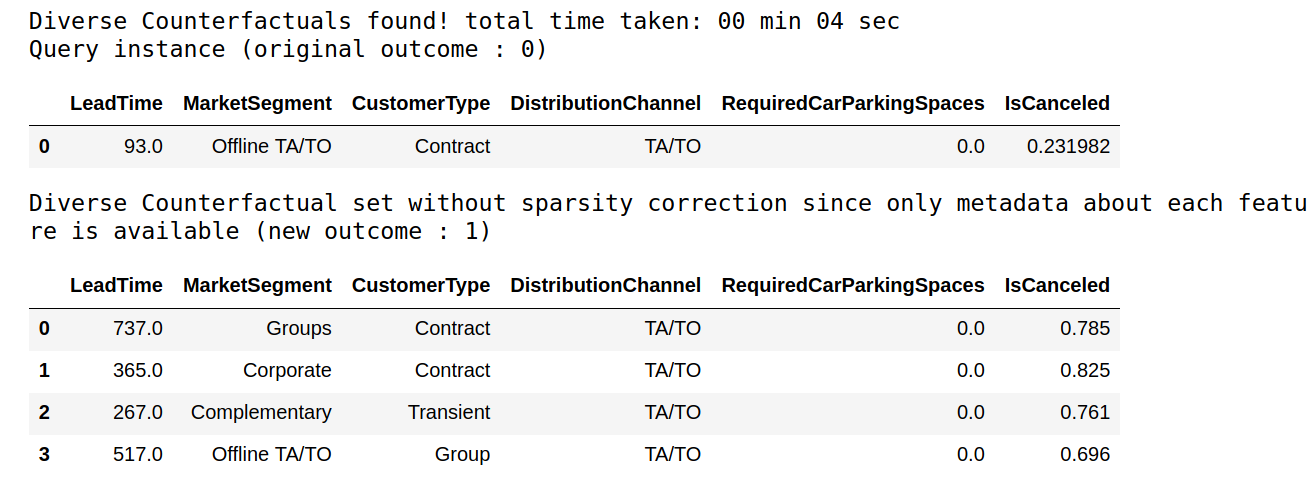 Diverse Counterfactuals found! total time taken: 00 min 04 sec
Query instance (original outcome : 0)
LeadTime MarketSegment CustomerType DistributionChannel RequiredCarParkingSpaces IsCanceled
0 93.0 Offline TA/TO Contract TA/TO 0.0 0.231982
Diverse Counterfactual set without sparsity correction since only metadata about each featu
re is available (new outcome : 1)
LeadTime MarketSegment CustomerType DistributionChannel RequiredCarParkingSpaces IsCanceled
0 737.0 Groups Contract TA/TO 0.0 0.785
1 365.0 Corporate Contract TA/TO 0.0 0.825
2 267.0 Complementary Transient TA/TO 0.0 0.761
3 517.0 Offline TA/TO Group TA/TO 0.0 0.696